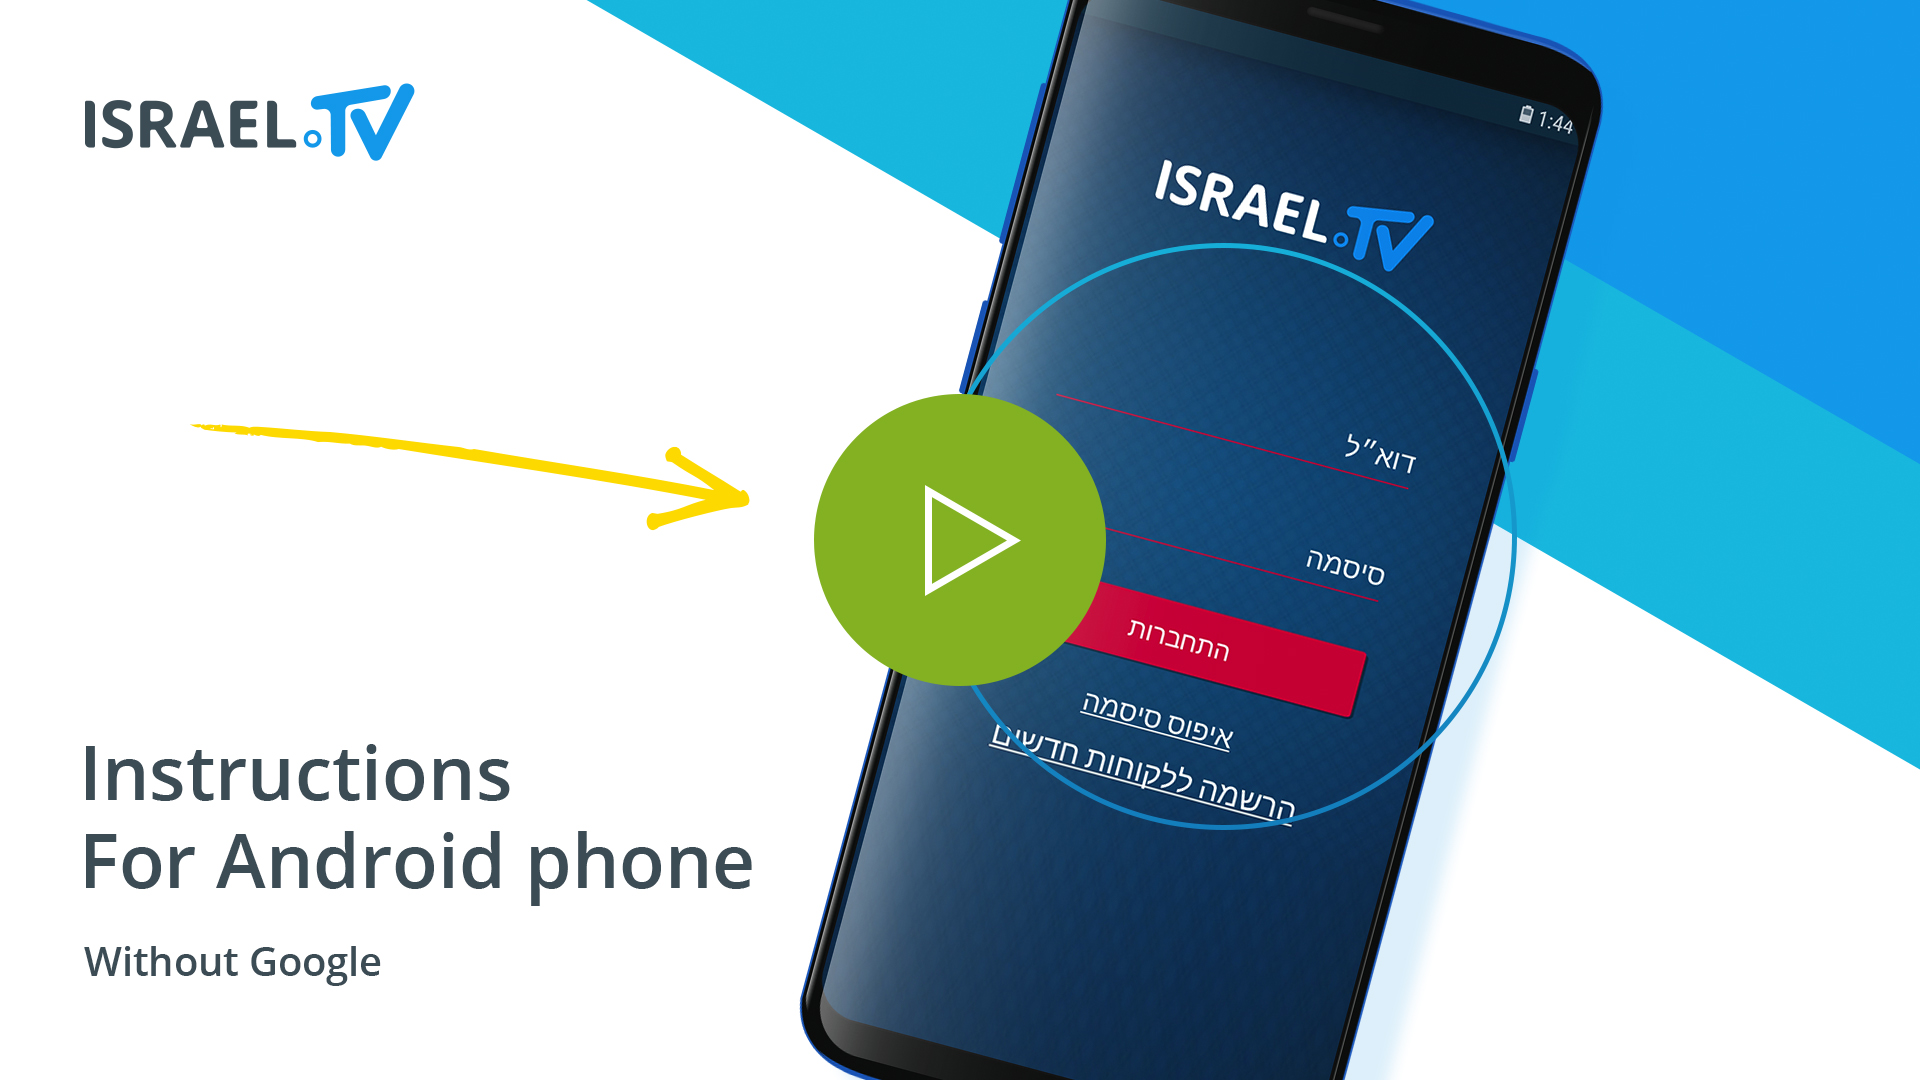 ISRAEL.TV
1:44
ISRAEL.TV
דוא"ל
סיסמה
התחברות
איפוס סיסמה
הרשמה ללקוחות חדשים
Instructions
For Android phone
Without Google